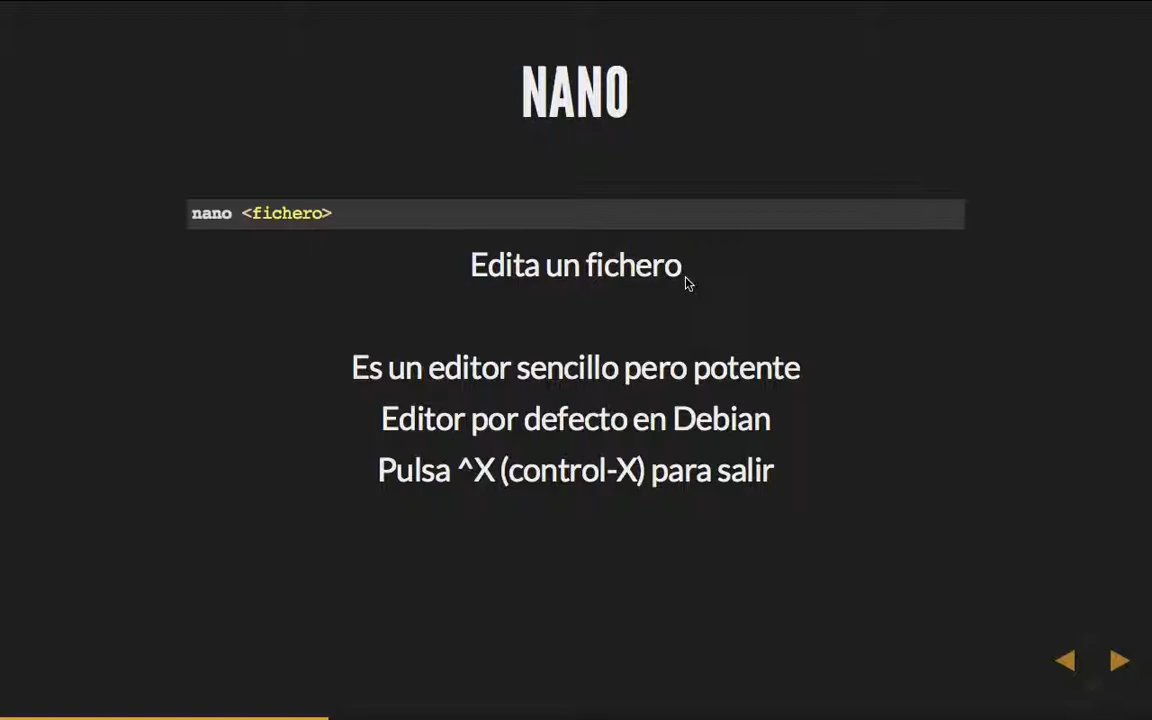 NANO
nano <fichero>
Edita un fichero
Es un editor sencillo pero potente
Editor por defecto en Debian
Pulsa ^X (control-X) para salir